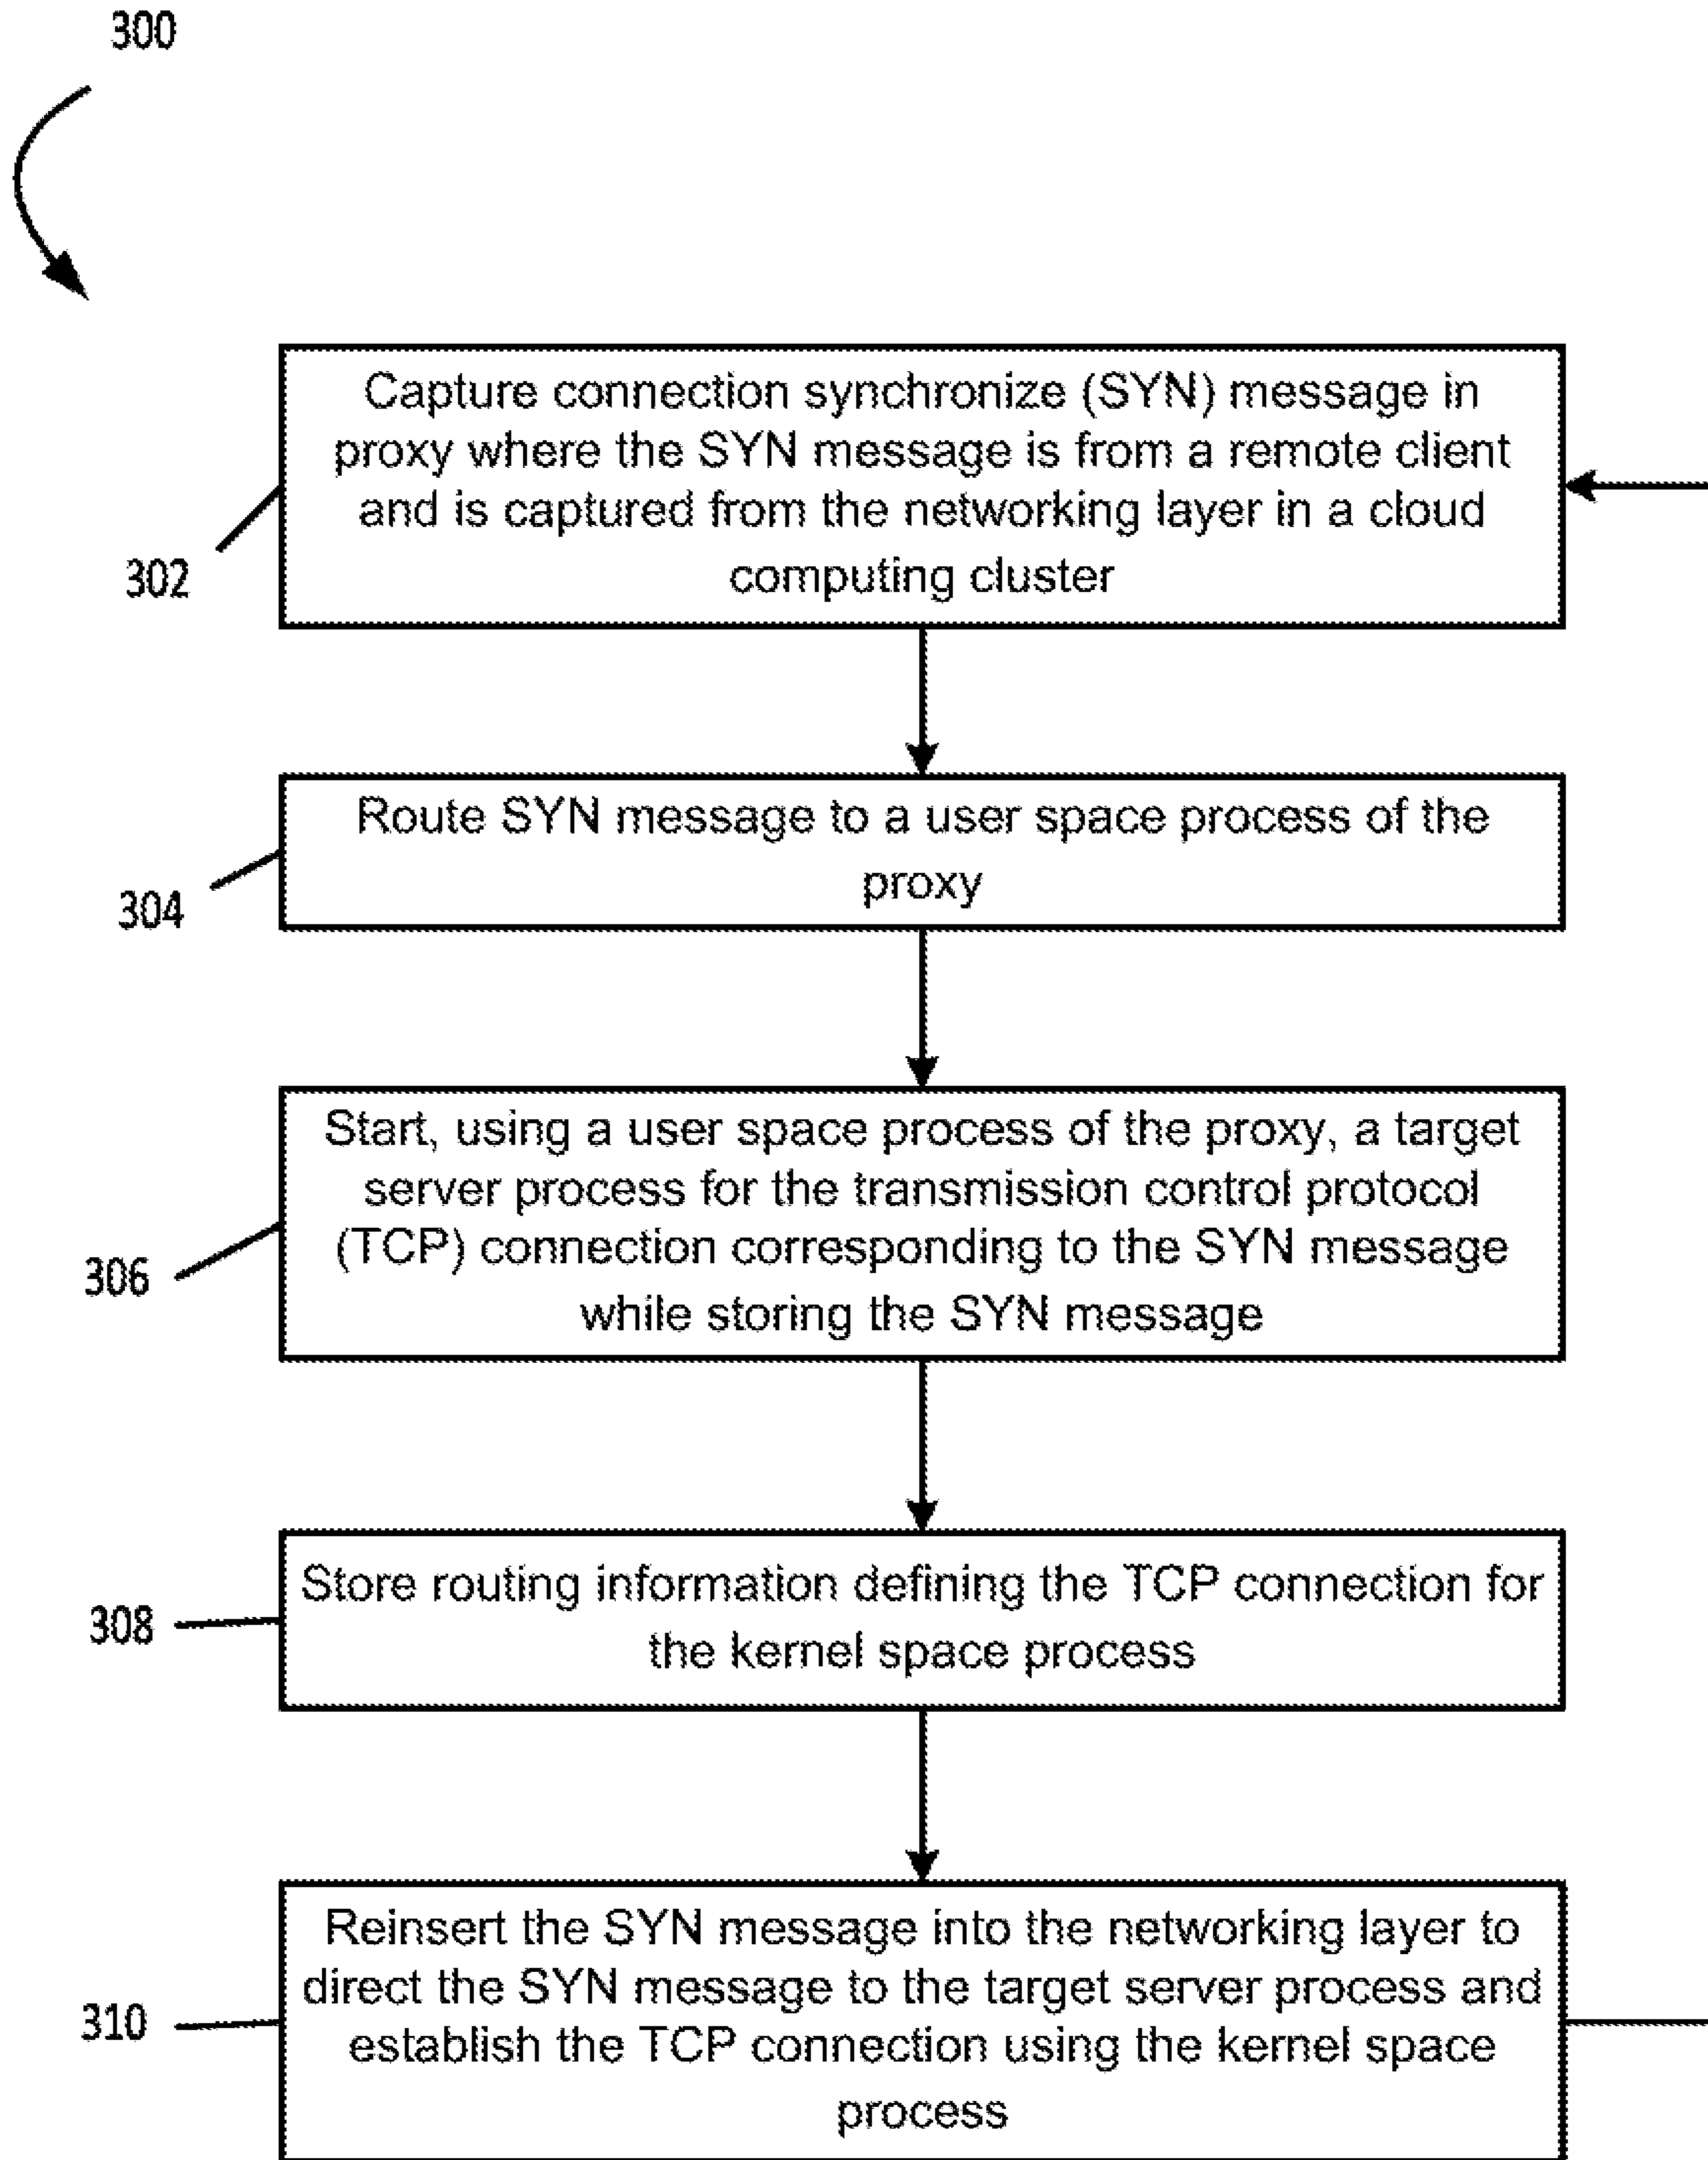 300
Capture connection synchronize (SYN) message in
proxy where the SYN message is from a remote client
and is captured from the networking layer in a cloud
computing cluster
302
Route SYN message to a user space process of the
proxy
304
Start, using a user space process of the proxy, a target
server process for the transmission control protocol
(TCP) connection corresponding to the SYN message
while storing the SYN message
306
Store routing information defining the TCP connection for
the kernel space process
308
Reinsert the SYN message into the networking layer to
direct the SYN message to the target server process and
establish the TCP connection using the kernel space
process
310